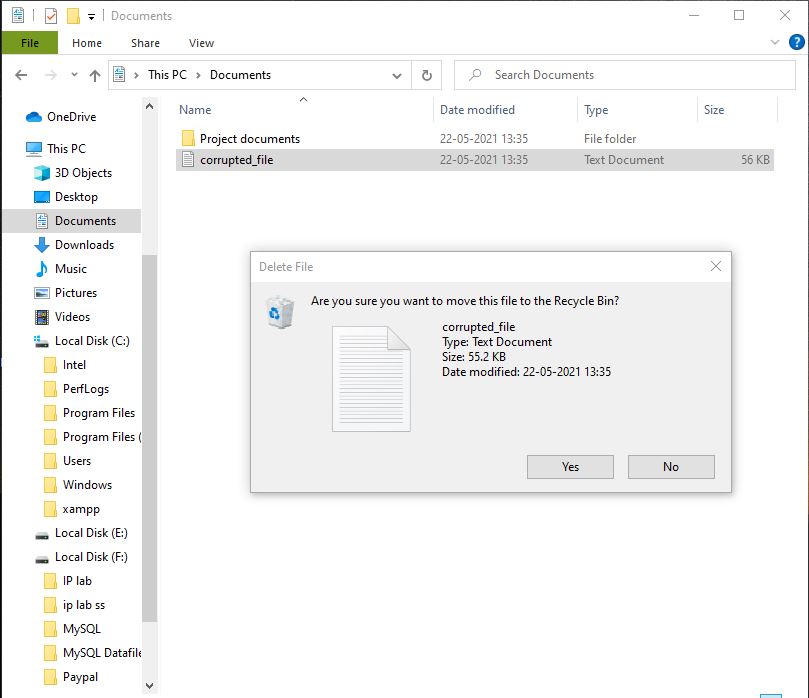 Documents
File Home Share View
This PC Documents
Search Documents
OneDrive
This PC
3D Objects
Desktop
Documents
Downloads
Music
Pictures
Videos
Local Disk (C:)
Intel
PerfLogs
Program Files
Program Files (
Users
Windows
xampp
Local Disk (E:)
Local Disk (F:)
IP lab
ip lab ss
MySQL
MySQL Datafile
Paypal
Name Date modified Type Size
Project documents 22-05-2021 13:35 File folder
corrupted_file 22-05-2021 13:35 Text Document 56 KB
Delete File
Are you sure you want to move this file to the Recycle Bin?
corrupted_file
Type: Text Document
Size: 55.2 KB
Date modified: 22-05-2021 13:35
Yes No